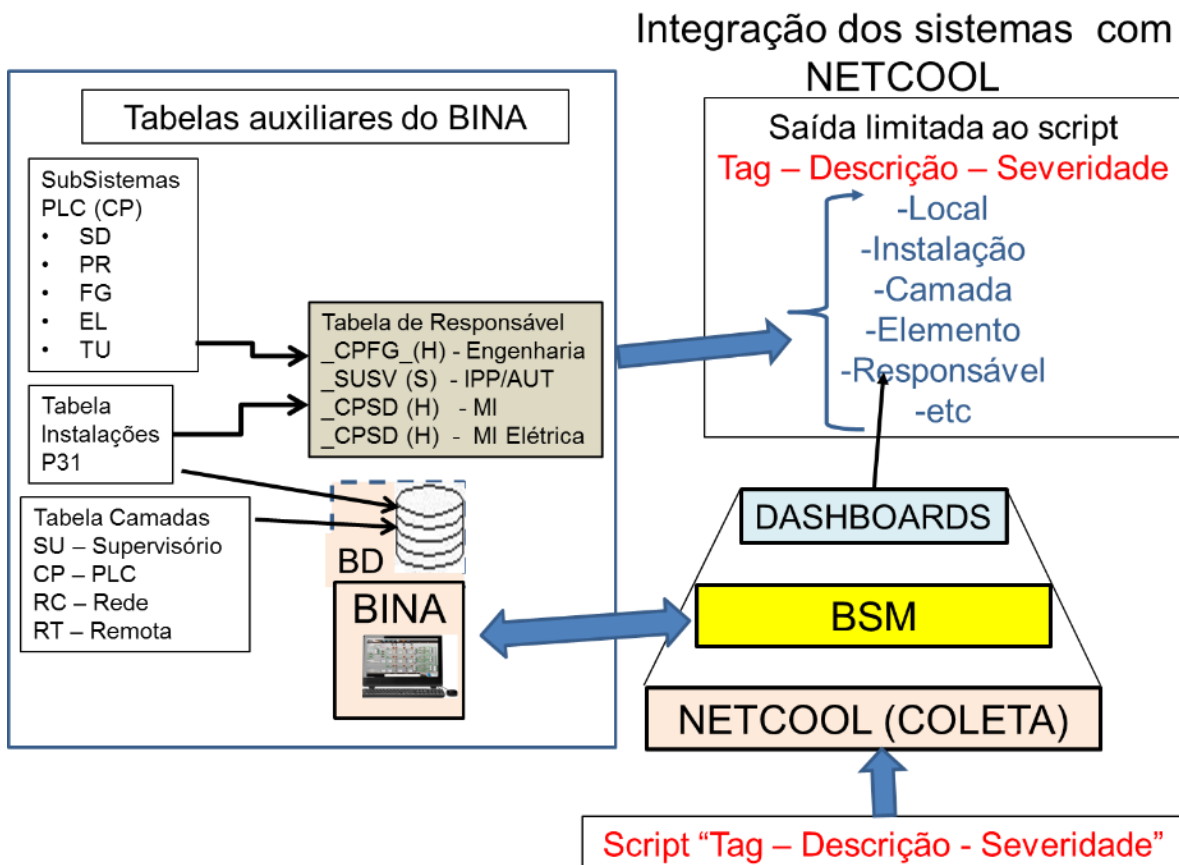 Integração dos sistemas com
NETCOOL
Tabelas auxiliares do BINA
SubSistemas
PLC (CP)
• SD
• PR
• FG
• EL
• TU
Tabela
Instalações
P31
Tabela Camadas
SU – Supervisório
CP – PLC
RC – Rede
RT – Remota
Tabela de Responsável
_CPFG_(H) - Engenharia
_SUSV (S) - IPP/AUT
_CPSD (H) - MI
_CPSD (H) - MI Elétrica
BD
BINA
Saída limitada ao script
Tag – Descrição – Severidade
-Local
-Instalação
-Camada
-Elemento
-Responsável
-etc
DASHBOARDS
BSM
NETCOOL (COLETA)
Script “Tag – Descrição - Severidade”